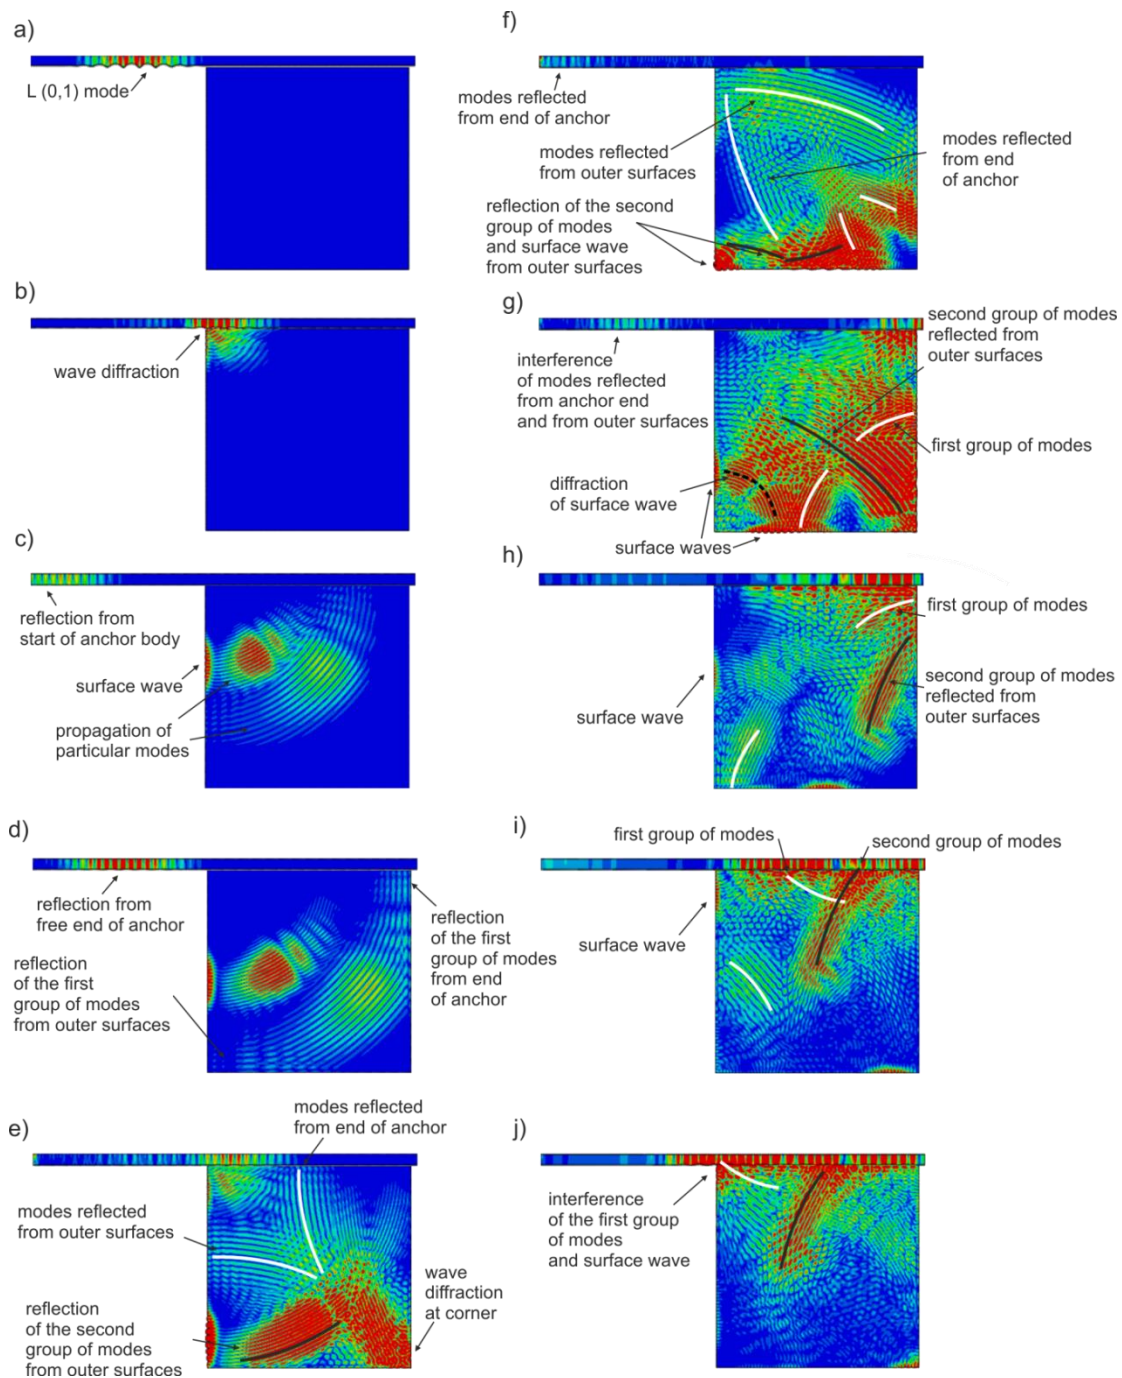 a)
L (0,1) mode
b)
wave diffraction
c)
reflection from
start of anchor body
surface wave
propagation of
particular modes
d)
reflection from
free end of anchor
reflection
of the first
group of modes
from outer surfaces
reflection
of the first
group of modes
from end
of anchor
e)
modes reflected
from end of anchor
modes reflected
from outer surfaces
reflection
of the second
group of modes
from outer surfaces
wave
diffraction
at corner
f)
modes reflected
from end of anchor
modes reflected
from outer surfaces
modes reflected
from end
of anchor
reflection of the second
group of modes
and surface wave
from outer surfaces
g)
second group of modes
reflected from
outer surfaces
interference
of modes reflected
from anchor end
and from outer surfaces
first group of modes
diffraction
of surface wave
surface waves
h)
first group of modes
second group of modes
reflected from
outer surfaces
surface wave
i)
first group of modes
second group of modes
surface wave
j)
interference
of the first group
of modes
and surface wave